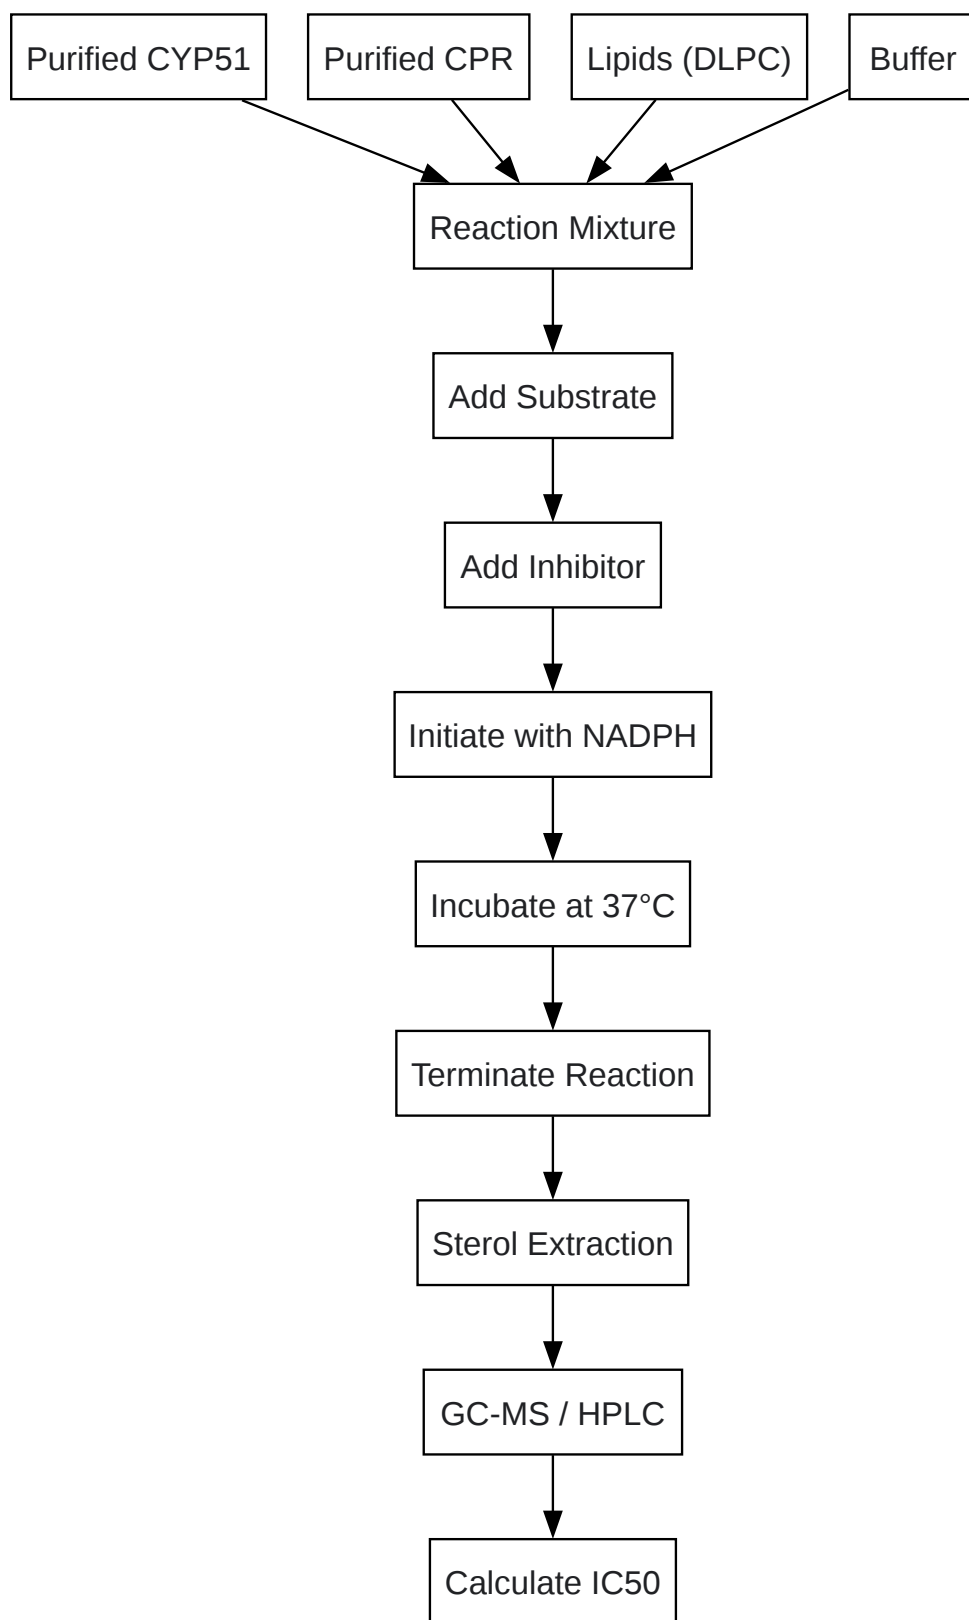 Purified CYP51
Purified CPR
Lipids (DLPC)
Buffer
Reaction Mixture
Add Substrate
Add Inhibitor
Initiate with NADPH
Incubate at 37°C
Terminate Reaction
Sterol Extraction
GC-MS / HPLC
Calculate IC50